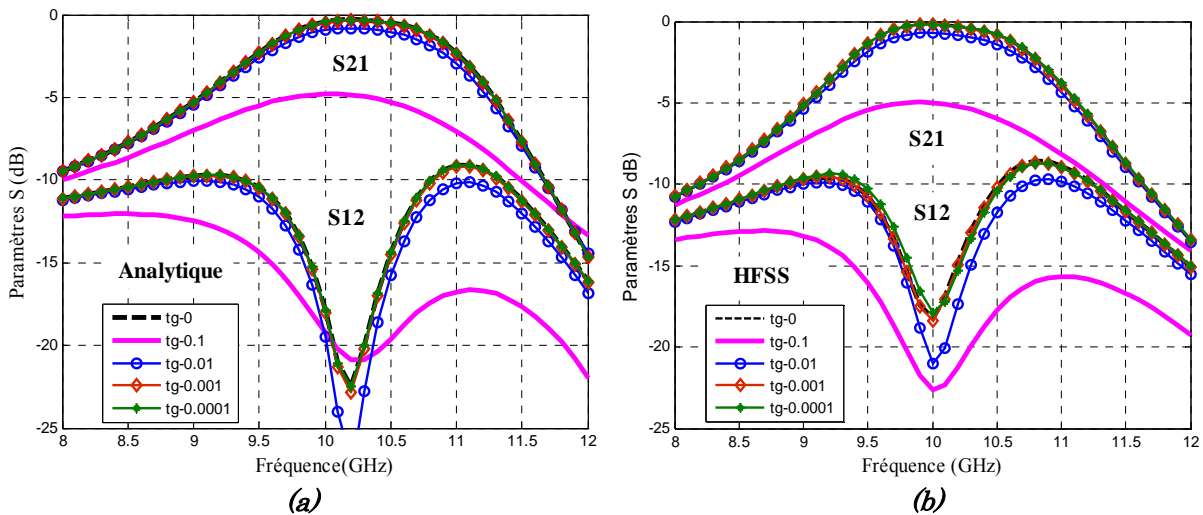 0
-5
-10
-15
-20
-25
Paramètres S (dB)
S21
S12
Analytique
tg-0
tg-0.1
tg-0.01
tg-0.001
tg-0.0001
8 8.5 9 9.5 10 10.5 11 11.5 12
Fréquence(GHz)
(a)
0
-5
-10
-15
-20
-25
Paramètres S dB)
S21
S12
HFSS
tg-0
tg-0.1
tg-0.01
tg-0.001
tg-0.0001
8 8.5 9 9.5 10 10.5 11 11.5 12
Fréquence (GHz)
(b)